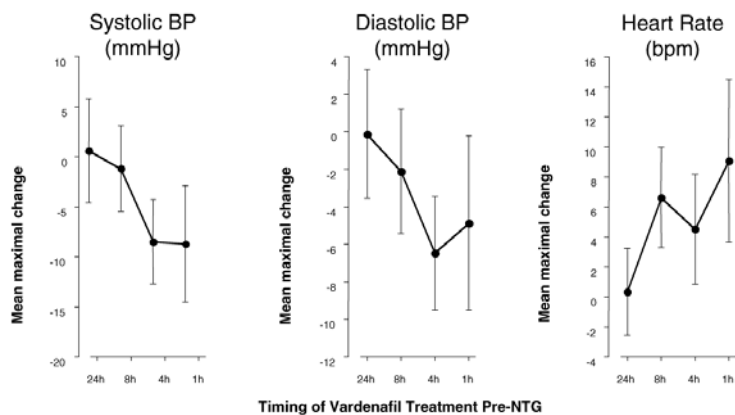 Systolic BP
(mmHg)
Mean maximal change
10
5
0
-5
-10
-15
-20
24h 8h 4h 1h
Diastolic BP
(mmHg)
Mean maximal change
4
2
0
-2
-4
-6
-8
-10
-12
24h 8h 4h 1h
Heart Rate
(bpm)
Mean maximal change
16
14
12
10
8
6
4
2
0
-2
-4
24h 8h 4h 1h
Timing of Vardenafil Treatment Pre-NTG